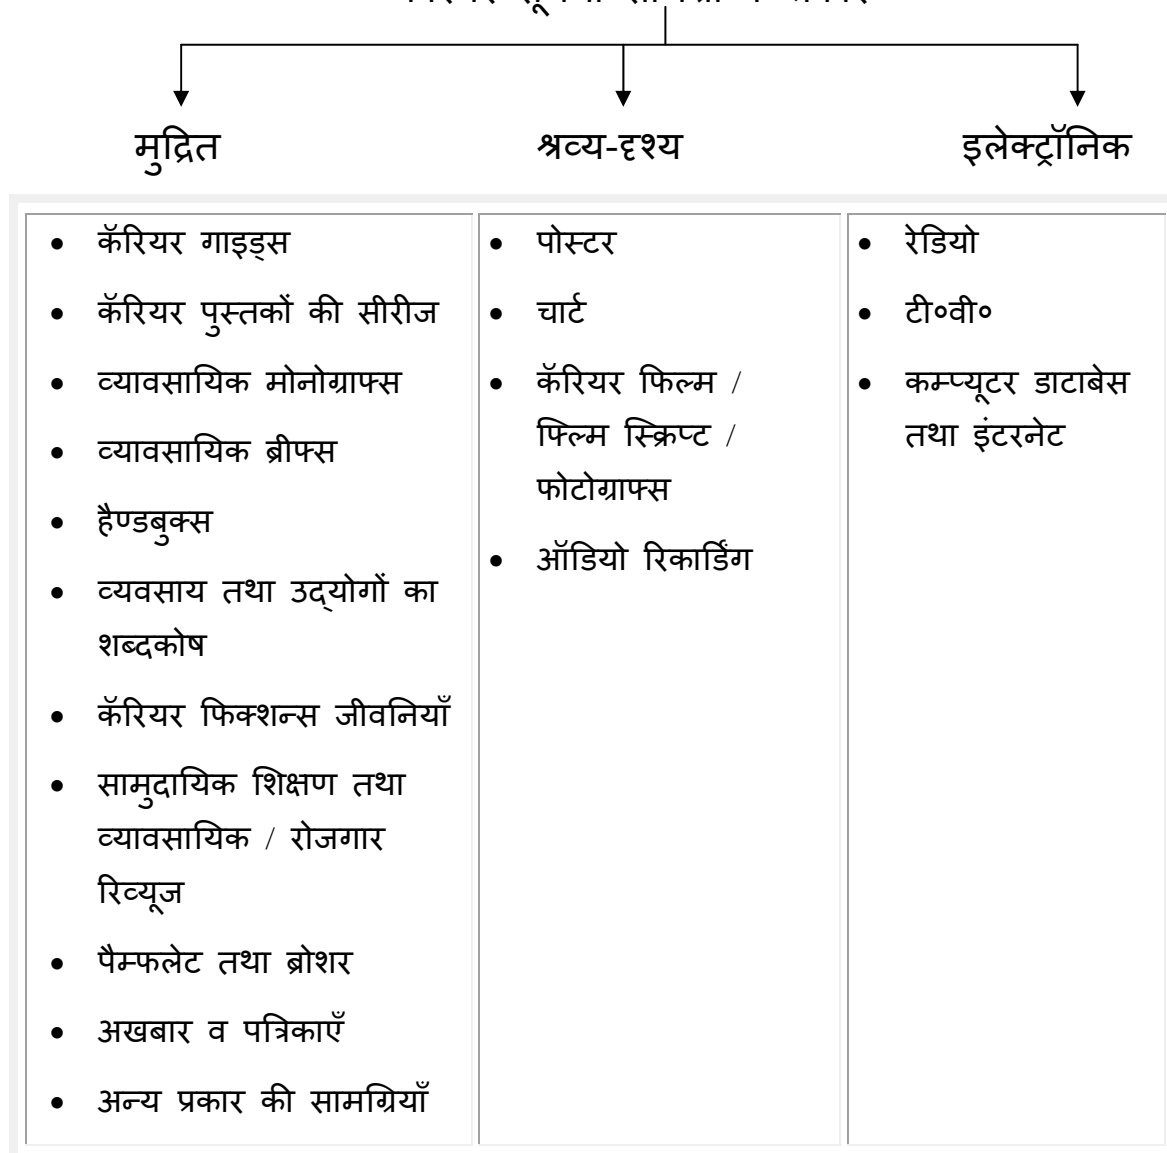 मुद्रित श्रव्य-दृश्य इलेक्ट्रॉनिक
• कॅरियर गाइड्स
• कॅरियर पुस्तकों की सीरीज
• व्यावसायिक मोनोग्राफ्स
• व्यावसायिक ब्रीफ्स
• हैण्डबुक्स
• व्यवसाय तथा उद्‌योगों का
शब्दकोष
• कॅरियर फिक्शन्स जीवनियाँ
• सामुदायिक शिक्षण तथा
व्यावसायिक / रोजगार
रिव्यूज
• पैम्फलेट तथा ब्रोशर
• अखबार व पत्रिकाएँ
• अन्य प्रकार की सामग्रियाँ
• पोस्टर
• चार्ट
• कॅरियर फिल्म /
फ्ल्मि स्क्रिप्ट /
फोटोग्राफ्स
• ऑडियो रिकार्डिंग
• रेडियो
• टी०वी०
• कम्प्यूटर डाटाबेस
तथा इंटरनेट